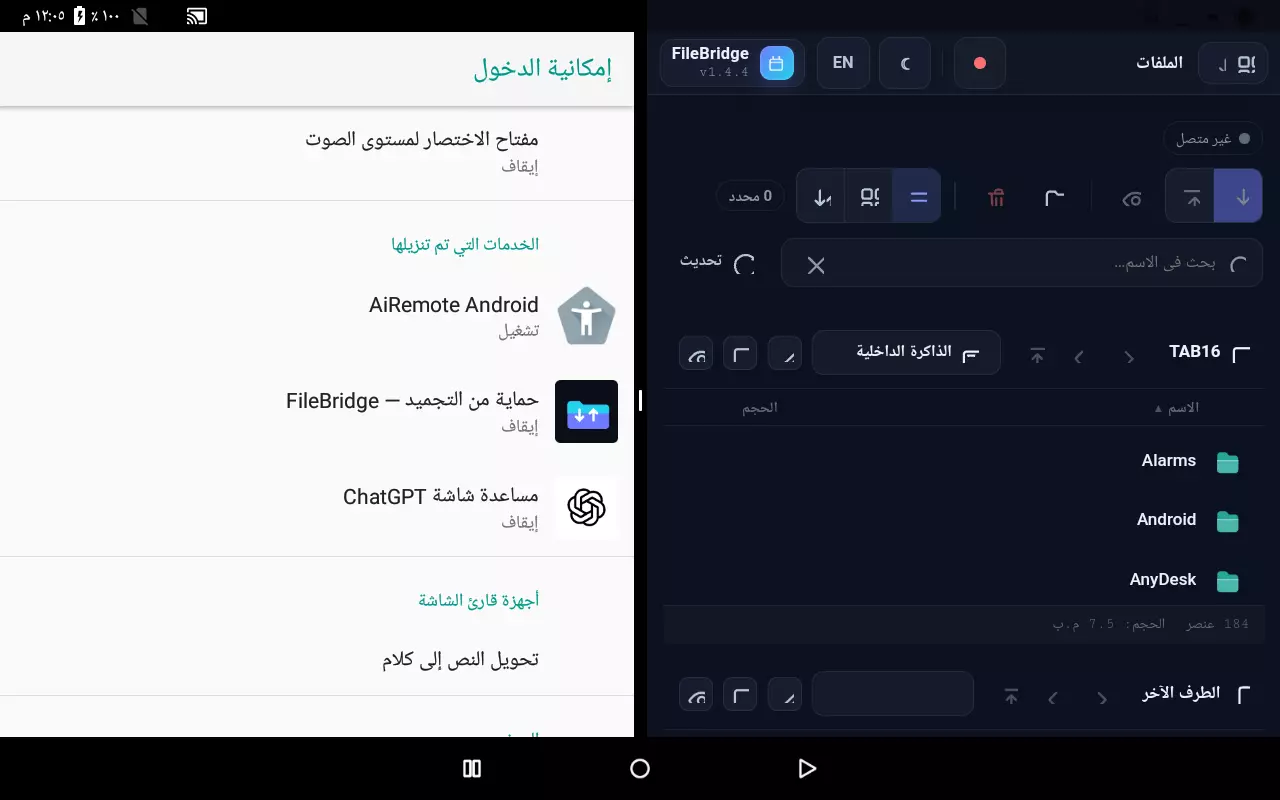 ١٢:٠٥ م
١٠٠ ٪
إمكانية الدخول
مفتاح الاختصار لمستوى الصوت
إيقاف
الخدمات التي تم تنزيلها
AiRemote Android
تشغيل
حماية من التجميد — FileBridge
إيقاف
مساعدة شاشة ChatGPT
إيقاف
أجهزة قارئ الشاشة
تحويل النص إلى كلام
FileBridge
v1.4.4
EN
الملفات
غير متصل
0 محدد
بحث في الاسم...
تحديث
TAB16
الذاكرة الداخلية
الاسم ▲
الحجم
Alarms
Android
AnyDesk
184 عنصر
الحجم: 7.5 م.ب
الطرف الآخر